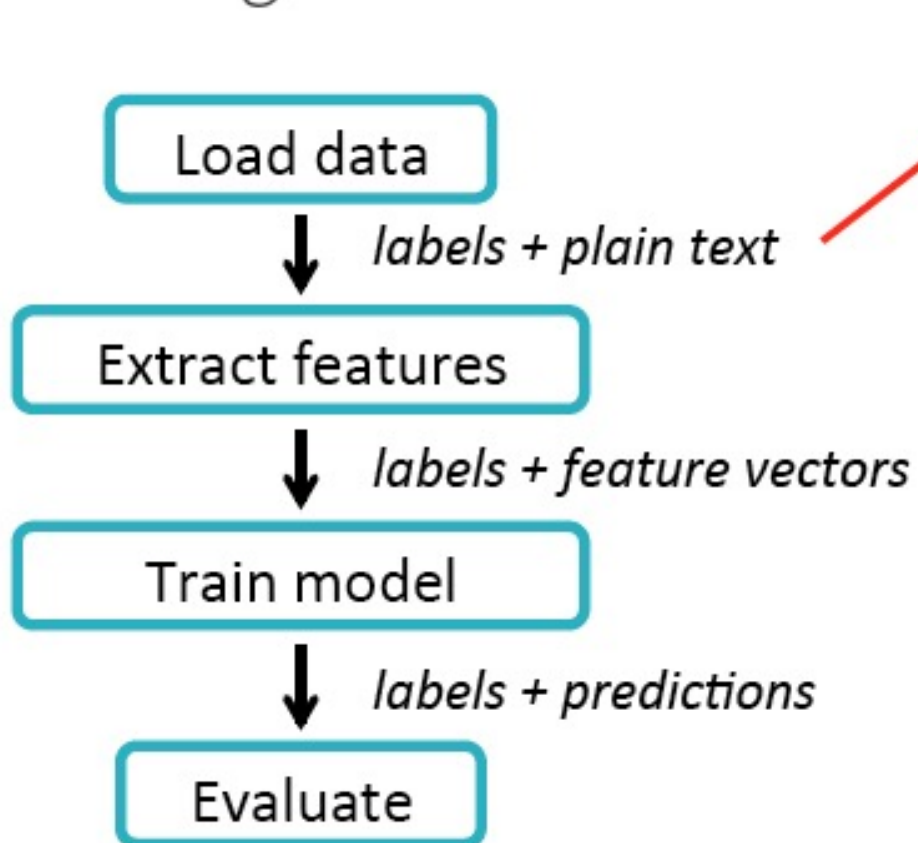 Load data
labels + plain text
Extract features
labels + feature vectors
Train model
labels + predictions
Evaluate